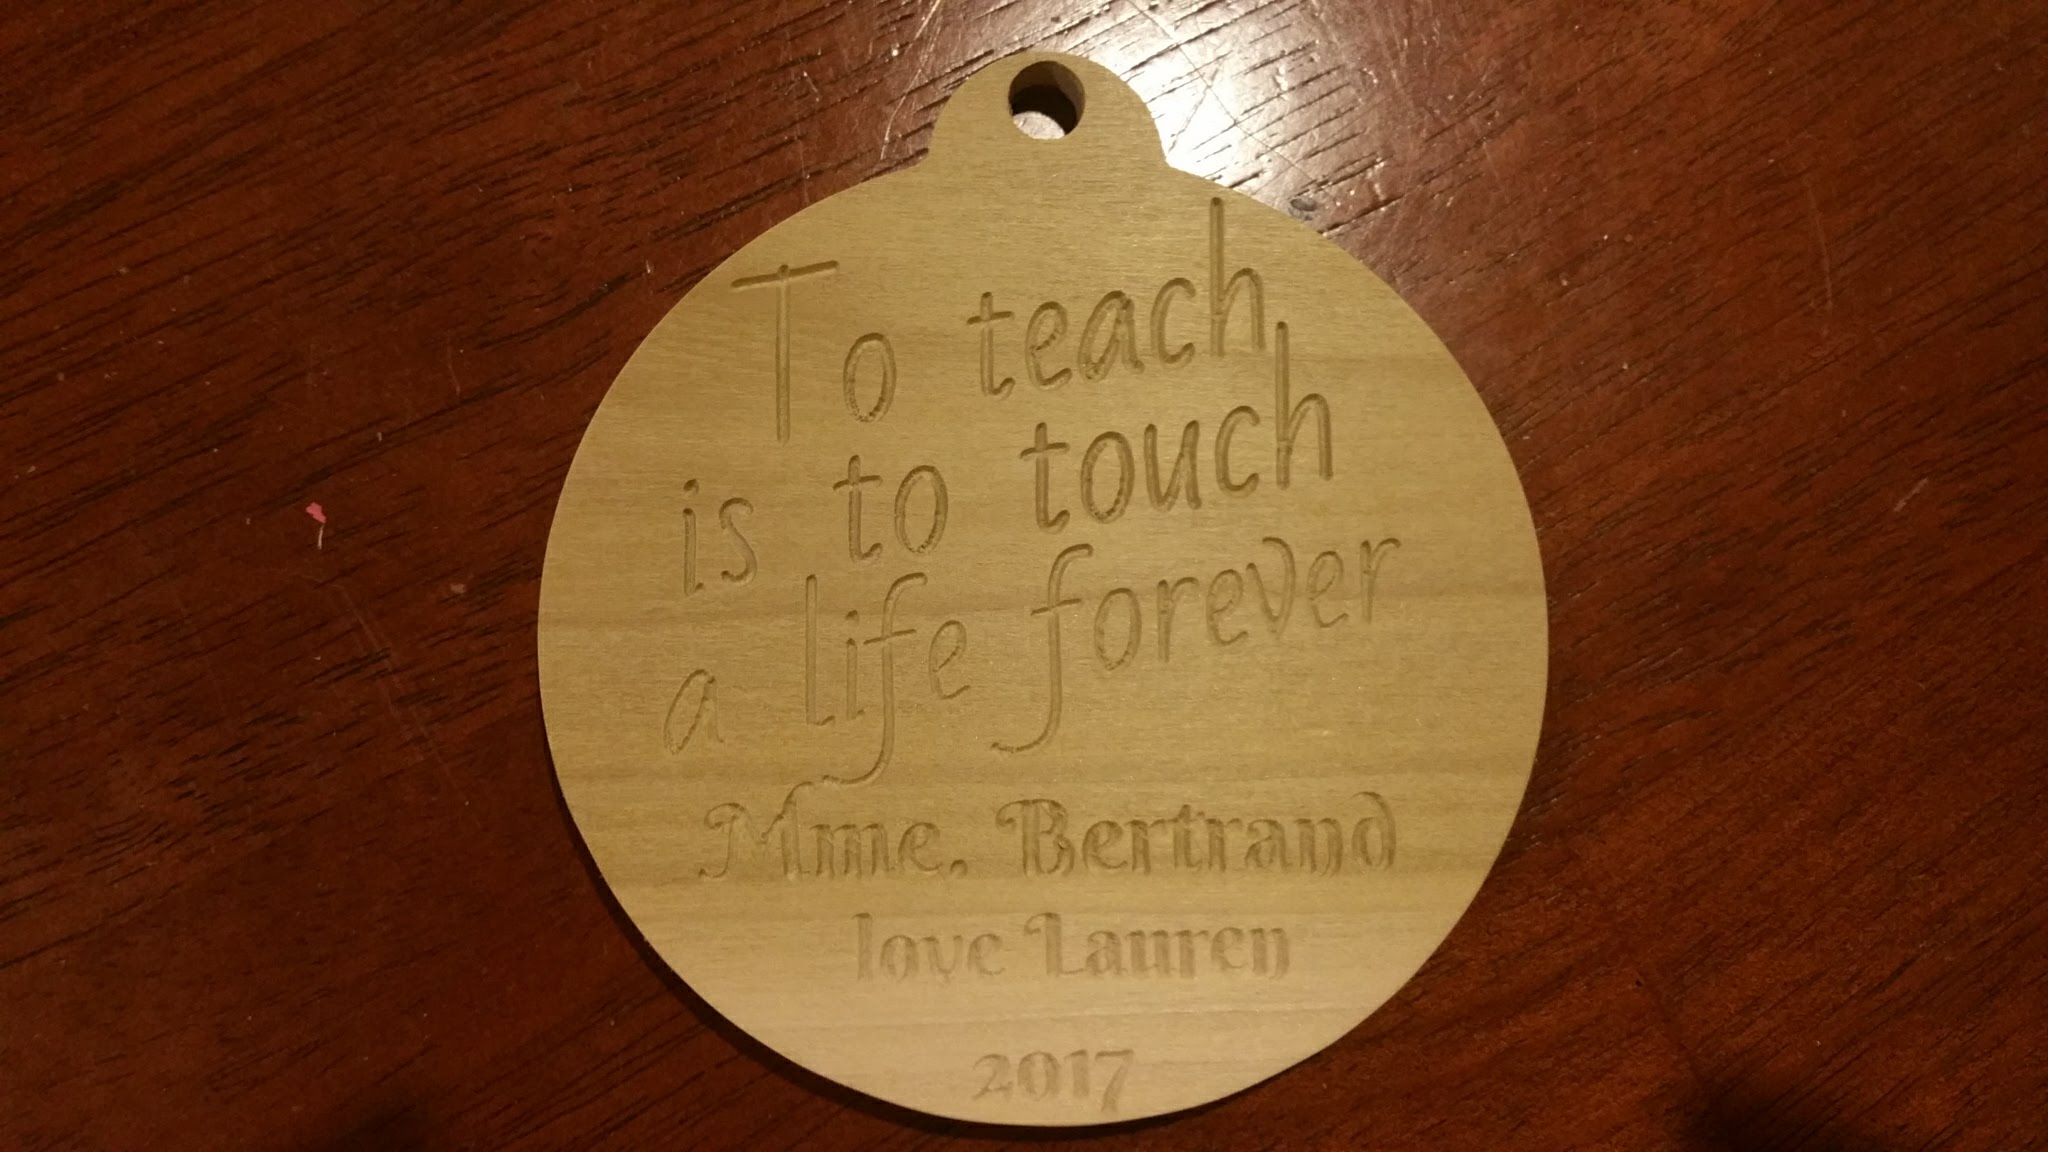 To teach
is to touch
a life forever
Mme. Bertrand
love Lauren
2017